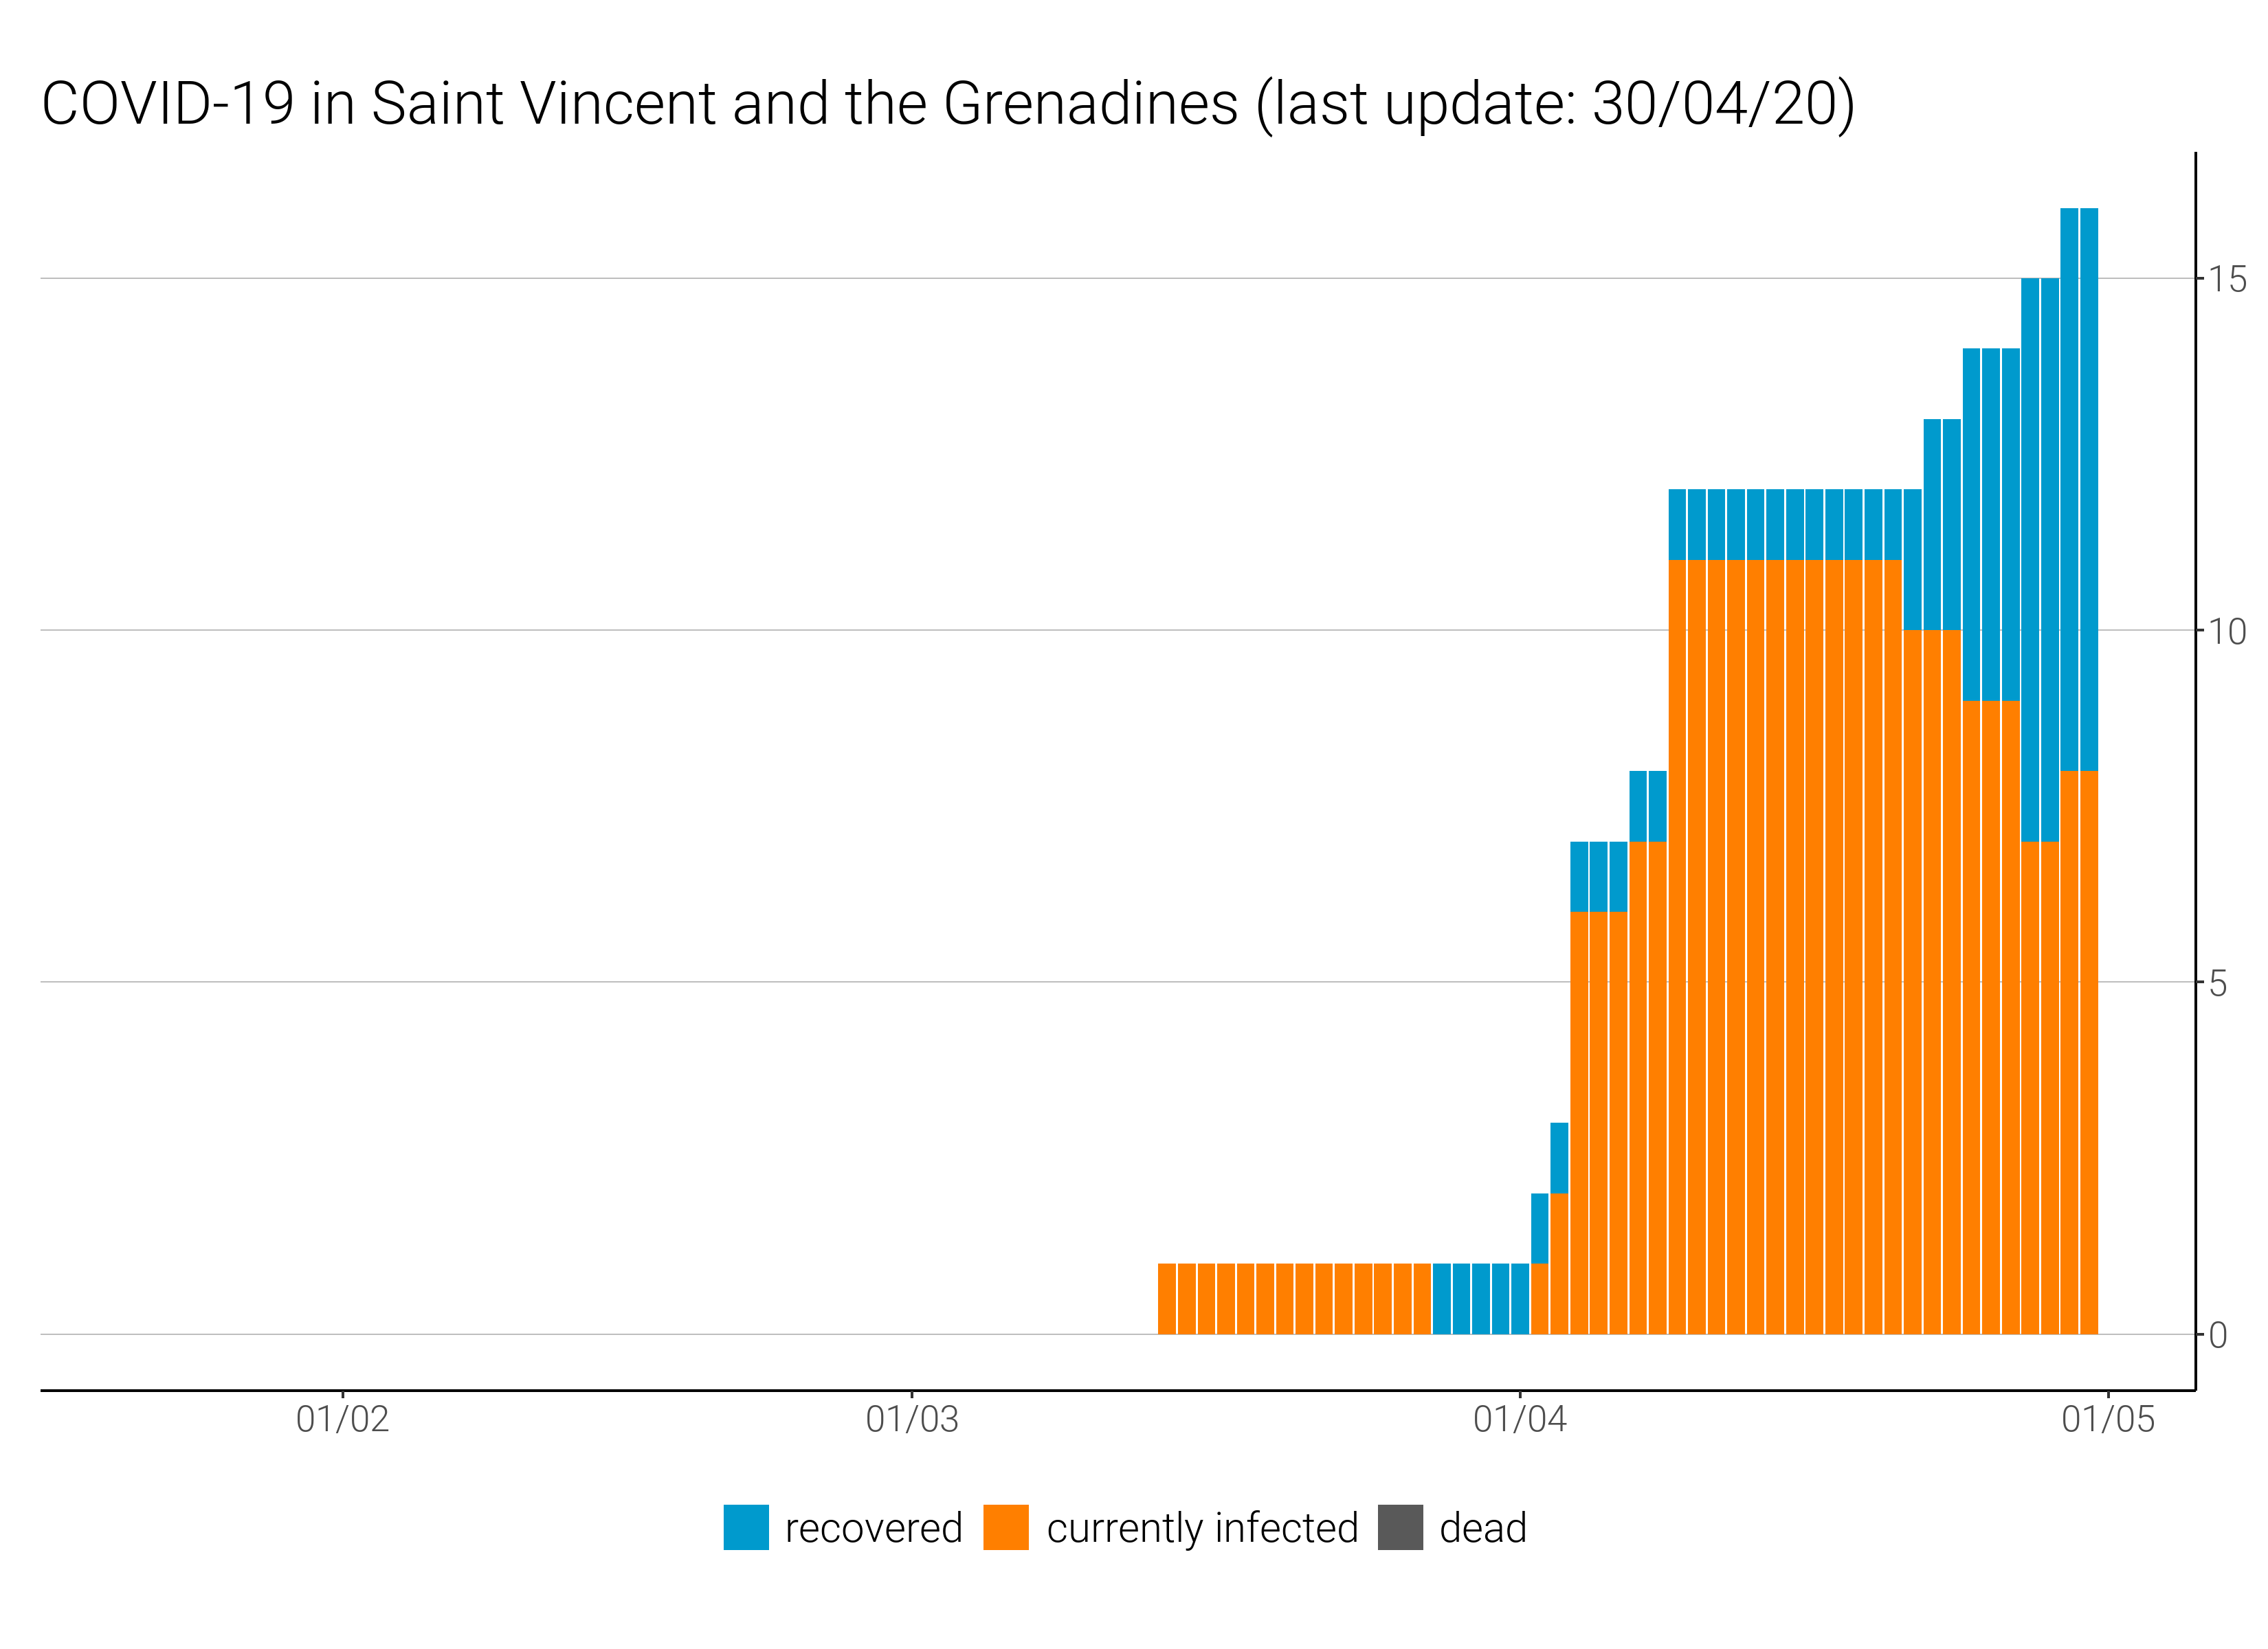 COVID-19 in Saint Vincent and the Grenadines (last update: 30/04/20)
15
10
5
0
01/02 01/03 01/04 01/05
recovered currently infected dead